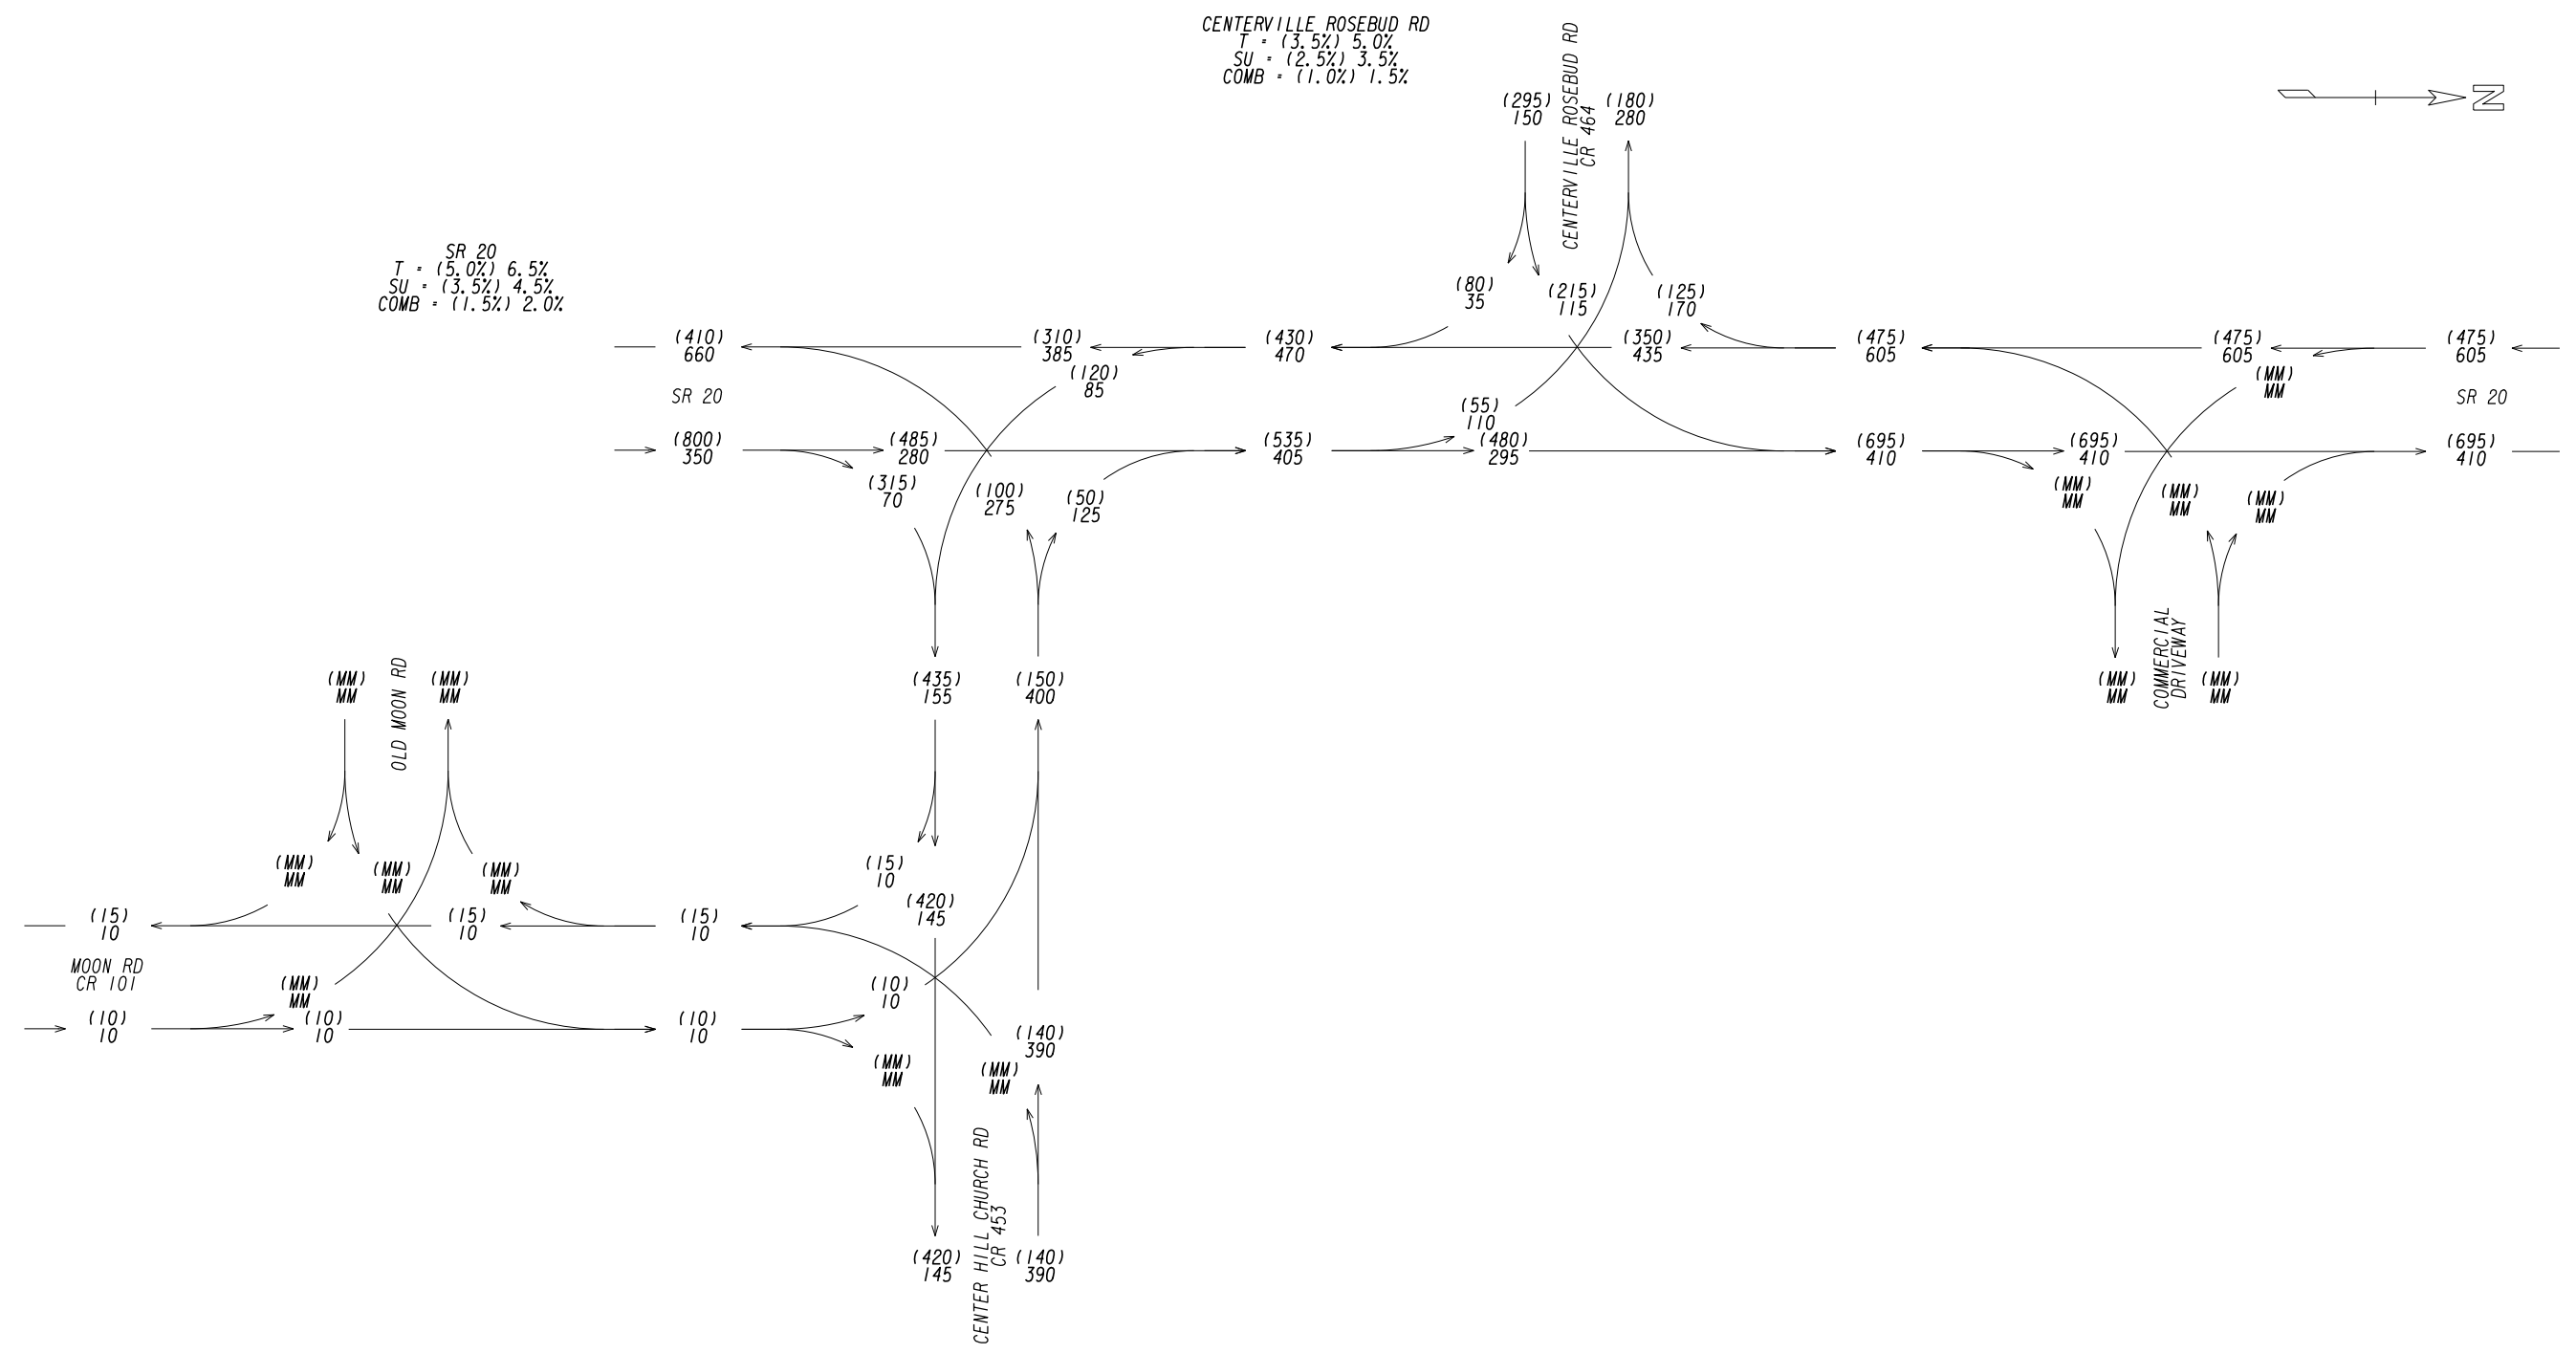 CENTERVILLE ROSEBUD RD
T = (3.5%) 5.0%
SU = (2.5%) 3.5%
COMB = (1.0%) 1.5%
CENTERVILLE ROSEBUD RD
CR 464
(295)
150
(180)
280
N
SR 20
T = (5.0%) 6.5%
SU = (3.5%) 4.5%
COMB = (1.5%) 2.0%
(80)
35
(215)
115
(125)
170
(410)
660
(310)
385
(430)
470
(350)
435
(475)
605
(475)
605
(475)
605
(120)
85
(MM)
MM
SR 20
SR 20
(55)
110
(800)
350
(485)
280
(535)
405
(480)
295
(695)
410
(695)
410
(695)
410
(315)
70
(100)
275
(50)
125
(MM)
MM
(MM)
MM
(MM)
MM
(MM)
MM
OLD MOON RD
(MM)
MM
(435)
155
(150)
400
(MM)
MM
COMMERCIAL
DRIVEWAY
(MM)
MM
(MM)
MM
(MM)
MM
(MM)
MM
(15)
10
(420)
145
(15)
10
(15)
10
(15)
10
MOON RD
CR 101
(MM)
MM
(10)
10
(10)
10
(10)
10
(10)
10
(140)
390
(MM)
MM
(MM)
MM
CENTER HILL CHURCH RD
CR 453
(420)
145
(140)
390